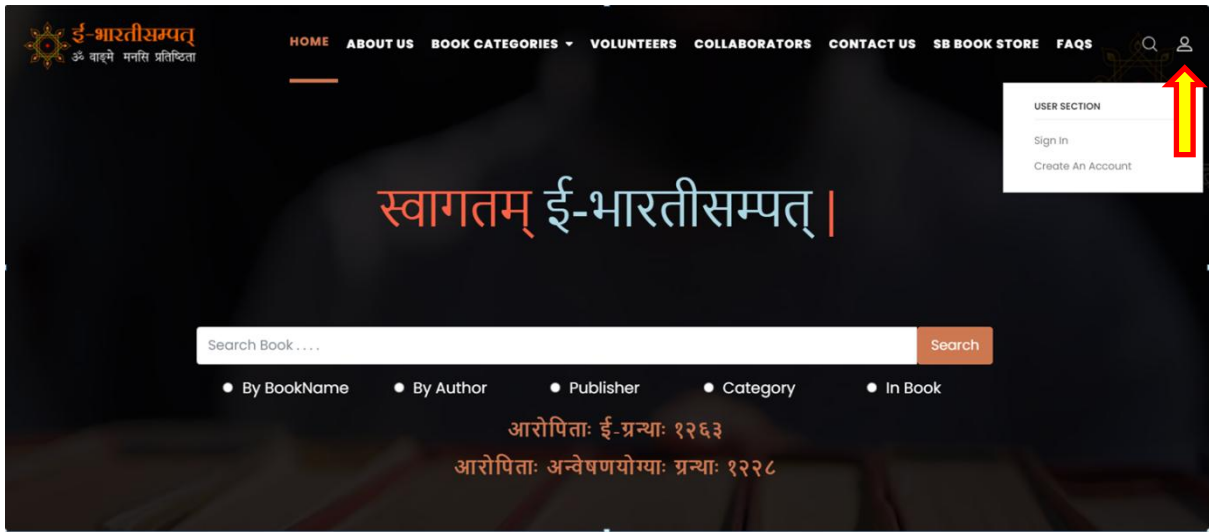 ई-भारतीसम्पत्
ॐ वाङ्मे मनसि प्रतिष्ठिता
HOME ABOUT US BOOK CATEGORIES VOLUNTEERS COLLABORATORS CONTACT US SB BOOK STORE FAQS
USER SECTION
Sign In
Create An Account
स्वागतम् ई-भारतीसम्पत् |
Search Book . . . . Search
By BookName By Author Publisher Category In Book
आरोपिताः ई-ग्रन्थाः १२६३
आरोपिताः अन्वेषणयोग्याः ग्रन्थाः १२२८